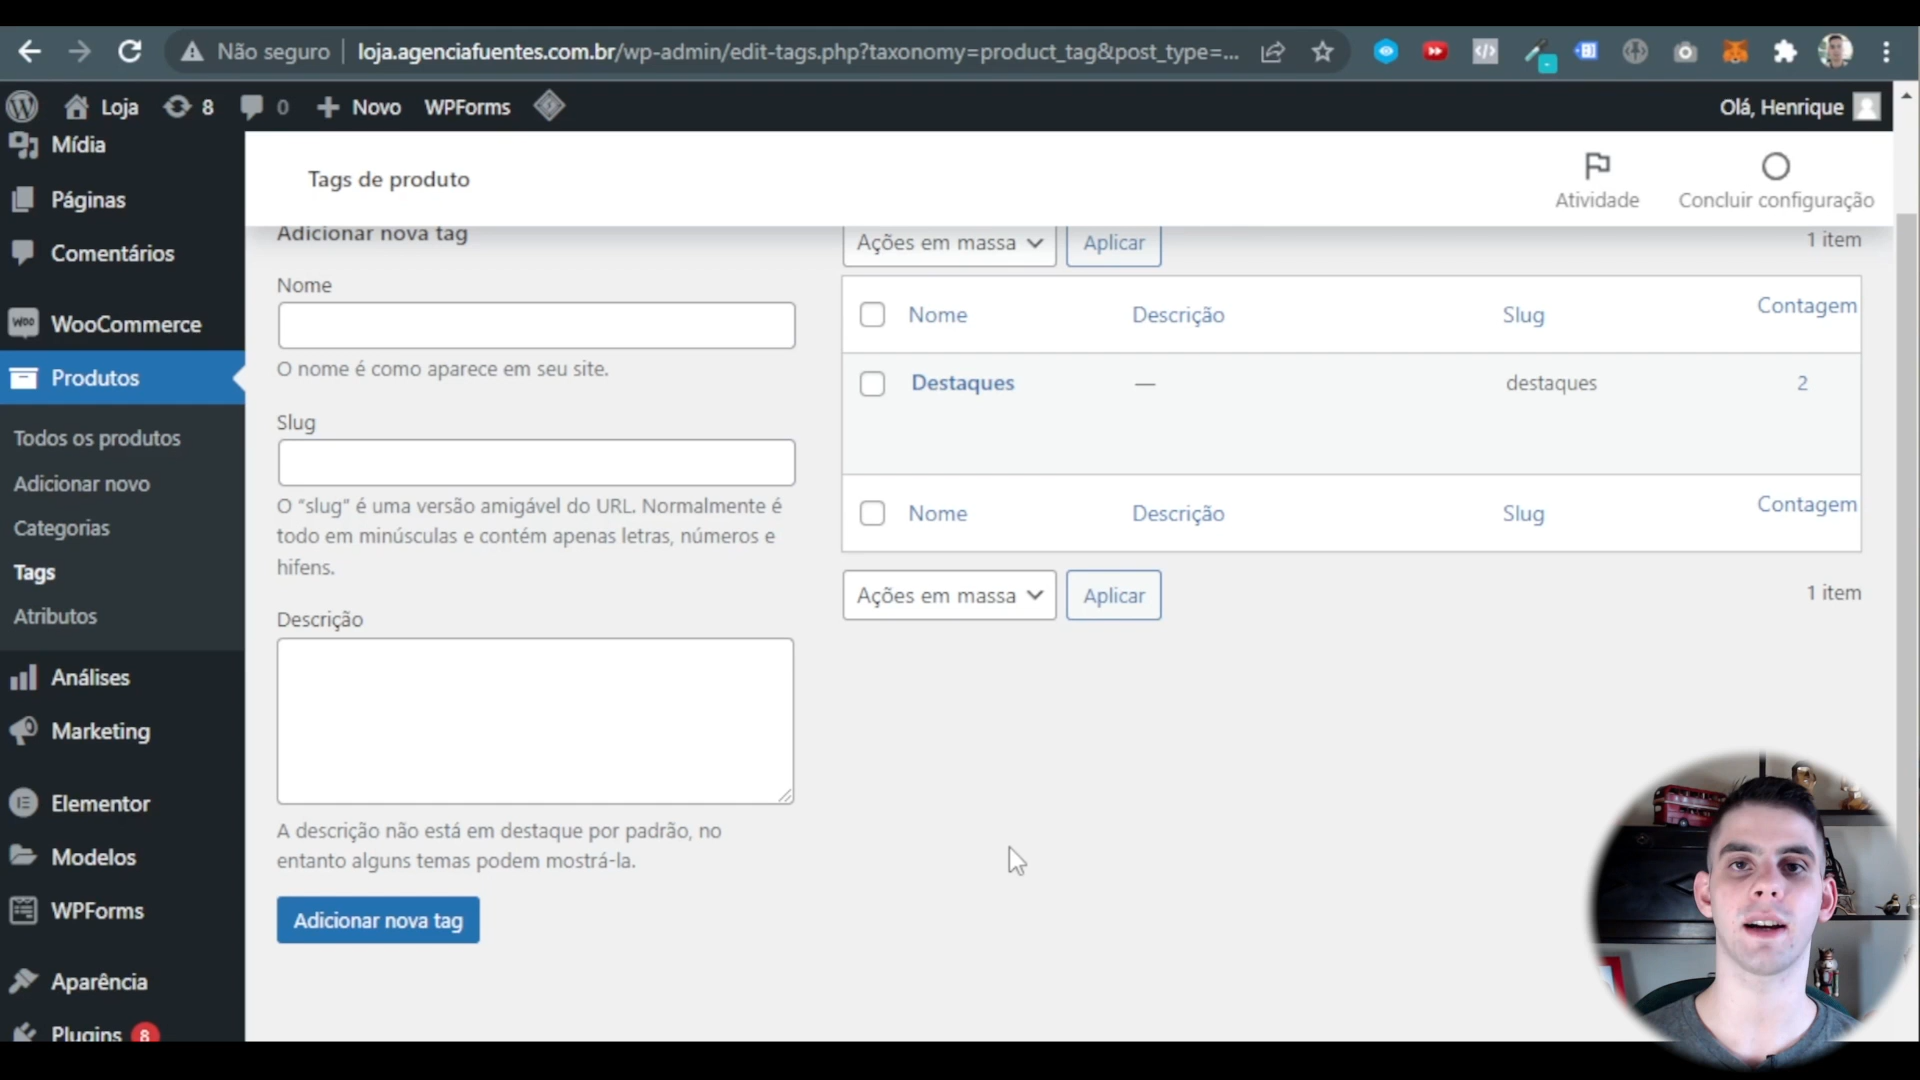 Não seguro loja.agenciafuentes.com.br/wp-admin/edit-tags.php?taxonomy=product_tag&post_type=...
Loja 8 0 Novo WPForms Olá, Henrique
Mídia
Páginas
Comentários
WooCommerce
Produtos
Todos os produtos
Adicionar novo
Categorias
Tags
Atributos
Análises
Marketing
Elementor
Modelos
WPForms
Aparência
Plugins 8
Tags de produto
Atividade
Concluir configuração
Adicionar nova tag
Nome
O nome é como aparece em seu site.
Slug
O “slug” é uma versão amigável do URL. Normalmente é
todo em minúsculas e contém apenas letras, números e
hifens.
Descrição
A descrição não está em destaque por padrão, no
entanto alguns temas podem mostrá-la.
Adicionar nova tag
Ações em massa Aplicar 1 item
Nome Descrição Slug Contagem
Destaques — destaques 2
Nome Descrição Slug Contagem
Ações em massa Aplicar 1 item